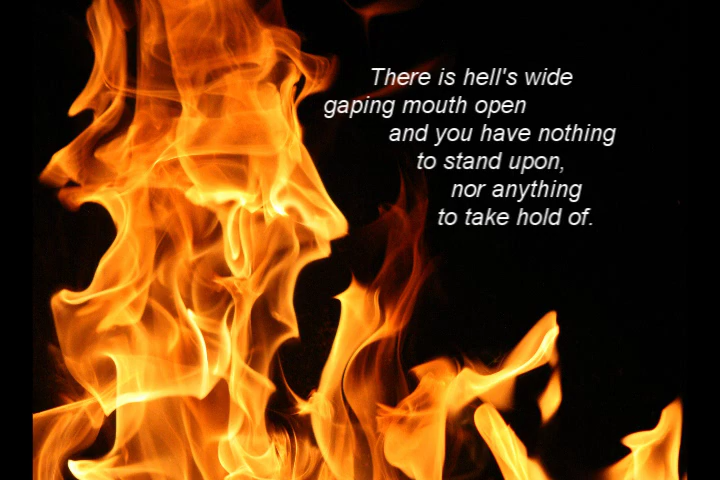 There is hell's wide
gaping mouth open
and you have nothing
to stand upon,
nor anything
to take hold of.